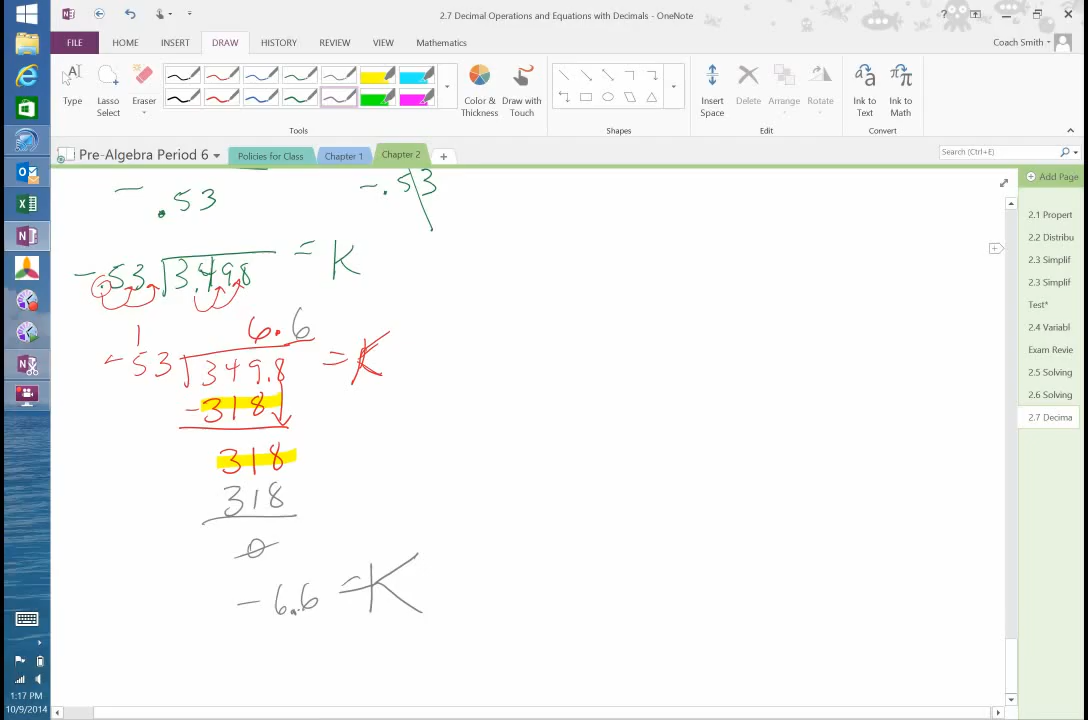 2.7 Decimal Operations and Equations with Decimals - OneNote
FILE HOME INSERT DRAW HISTORY REVIEW VIEW Mathematics Coach Smith
Type Lasso Select Eraser Color & Thickness Draw with Touch Insert Space Delete Arrange Rotate Ink to Text Ink to Math
Tools Shapes Edit Convert
Pre-Algebra Period 6 Policies for Class Chapter 1 Chapter 2 Search (Ctrl+E)
Add Page
2.1 Propert
2.2 Distribu
2.3 Simplif
2.3 Simplif
Test*
2.4 Variabl
Exam Revie
2.5 Solving
2.6 Solving
2.7 Decima
- .53 -.53
-.53 3.498 = K
1 6.6
-53 349.8 = K
-318
318
318
0
-6.6 = K
1:17 PM
10/9/2014